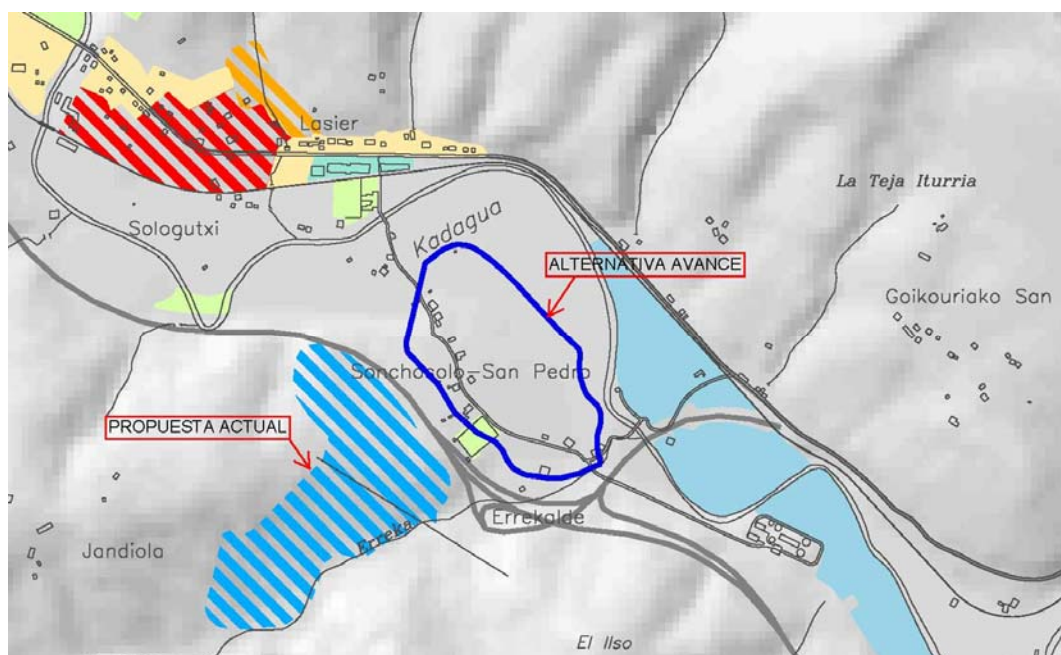 Lasier
La Teja Iturria
Sologutxi
Kadagua
ALTERNATIVA AVANCE
Goikouriako San
Sonchosolo-San Pedro
PROPUESTA ACTUAL
Errekalde
Jandiola
Erreka
El Ilso